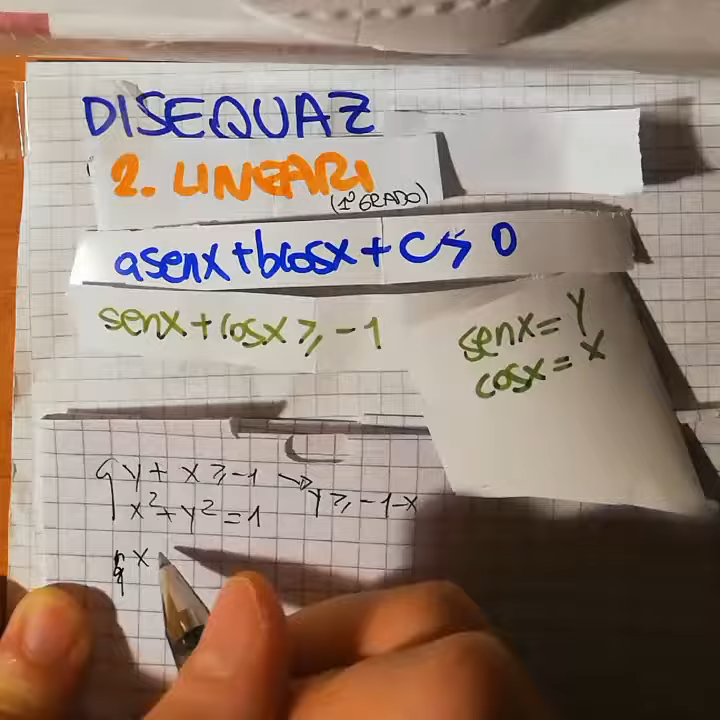 DISEQUAZ
2. LINEARI
(1° GRADO)
asenx+bcosx+c≶0
senx+cosx≥-1
senx=Y
cosx=X
{y+x≥-1→y≥-1-x
x²+y²=1
{x